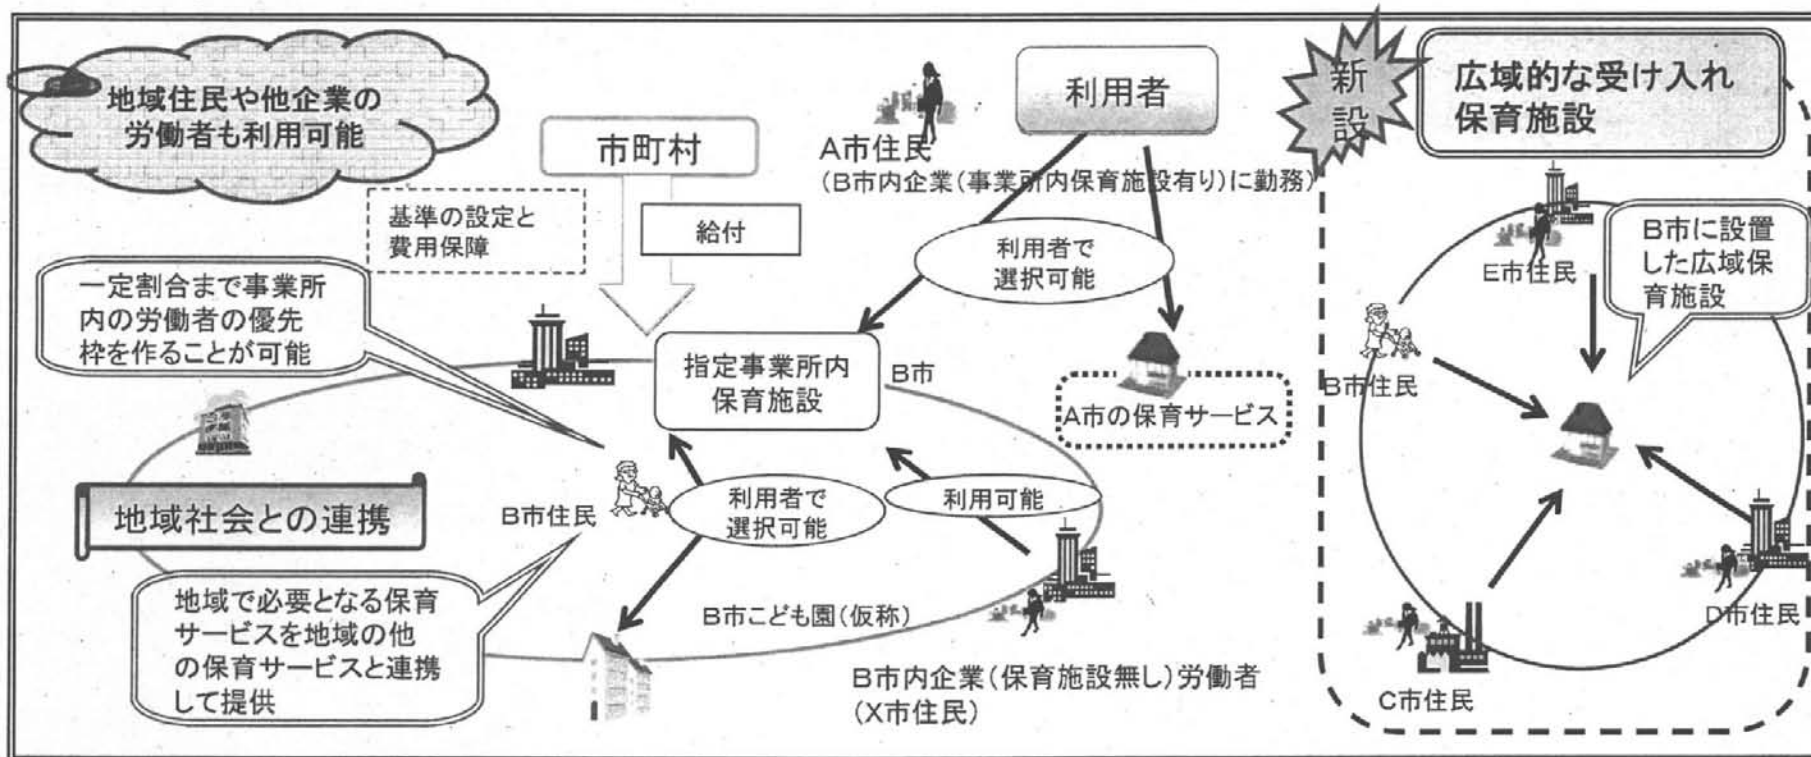 地域住民や他企業の
労働者も利用可能
市町村
基準の設定と
費用保障
給付
利用者
A市住民
(B市内企業(事業所内保育施設有り)に勤務)
利用者で
選択可能
一定割合まで事業所
内の労働者の優先
枠を作ることが可能
指定事業所内
保育施設
B市
A市の保育サービス
地域社会との連携
B市住民
利用者で
選択可能
利用可能
地域で必要となる保育
サービスを地域の他
の保育サービスと連携
して提供
B市こども園(仮称)
B市内企業(保育施設無し)労働者
(X市住民)
新
設
広域的な受け入れ
保育施設
E市住民
B市に設置
した広域保
育施設
B市住民
D市住民
C市住民